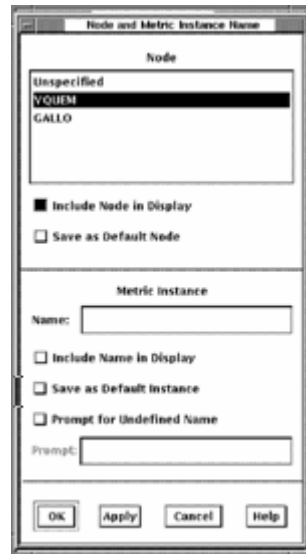 Node and Metric Instance Name
Node
Unspecified
YQUEM
GALLO
Include Node in Display
Save as Default Node
Metric Instance
Name:
Include Name in Display
Save as Default Instance
Prompt for Undefined Name
Prompt:
OK Apply Cancel Help